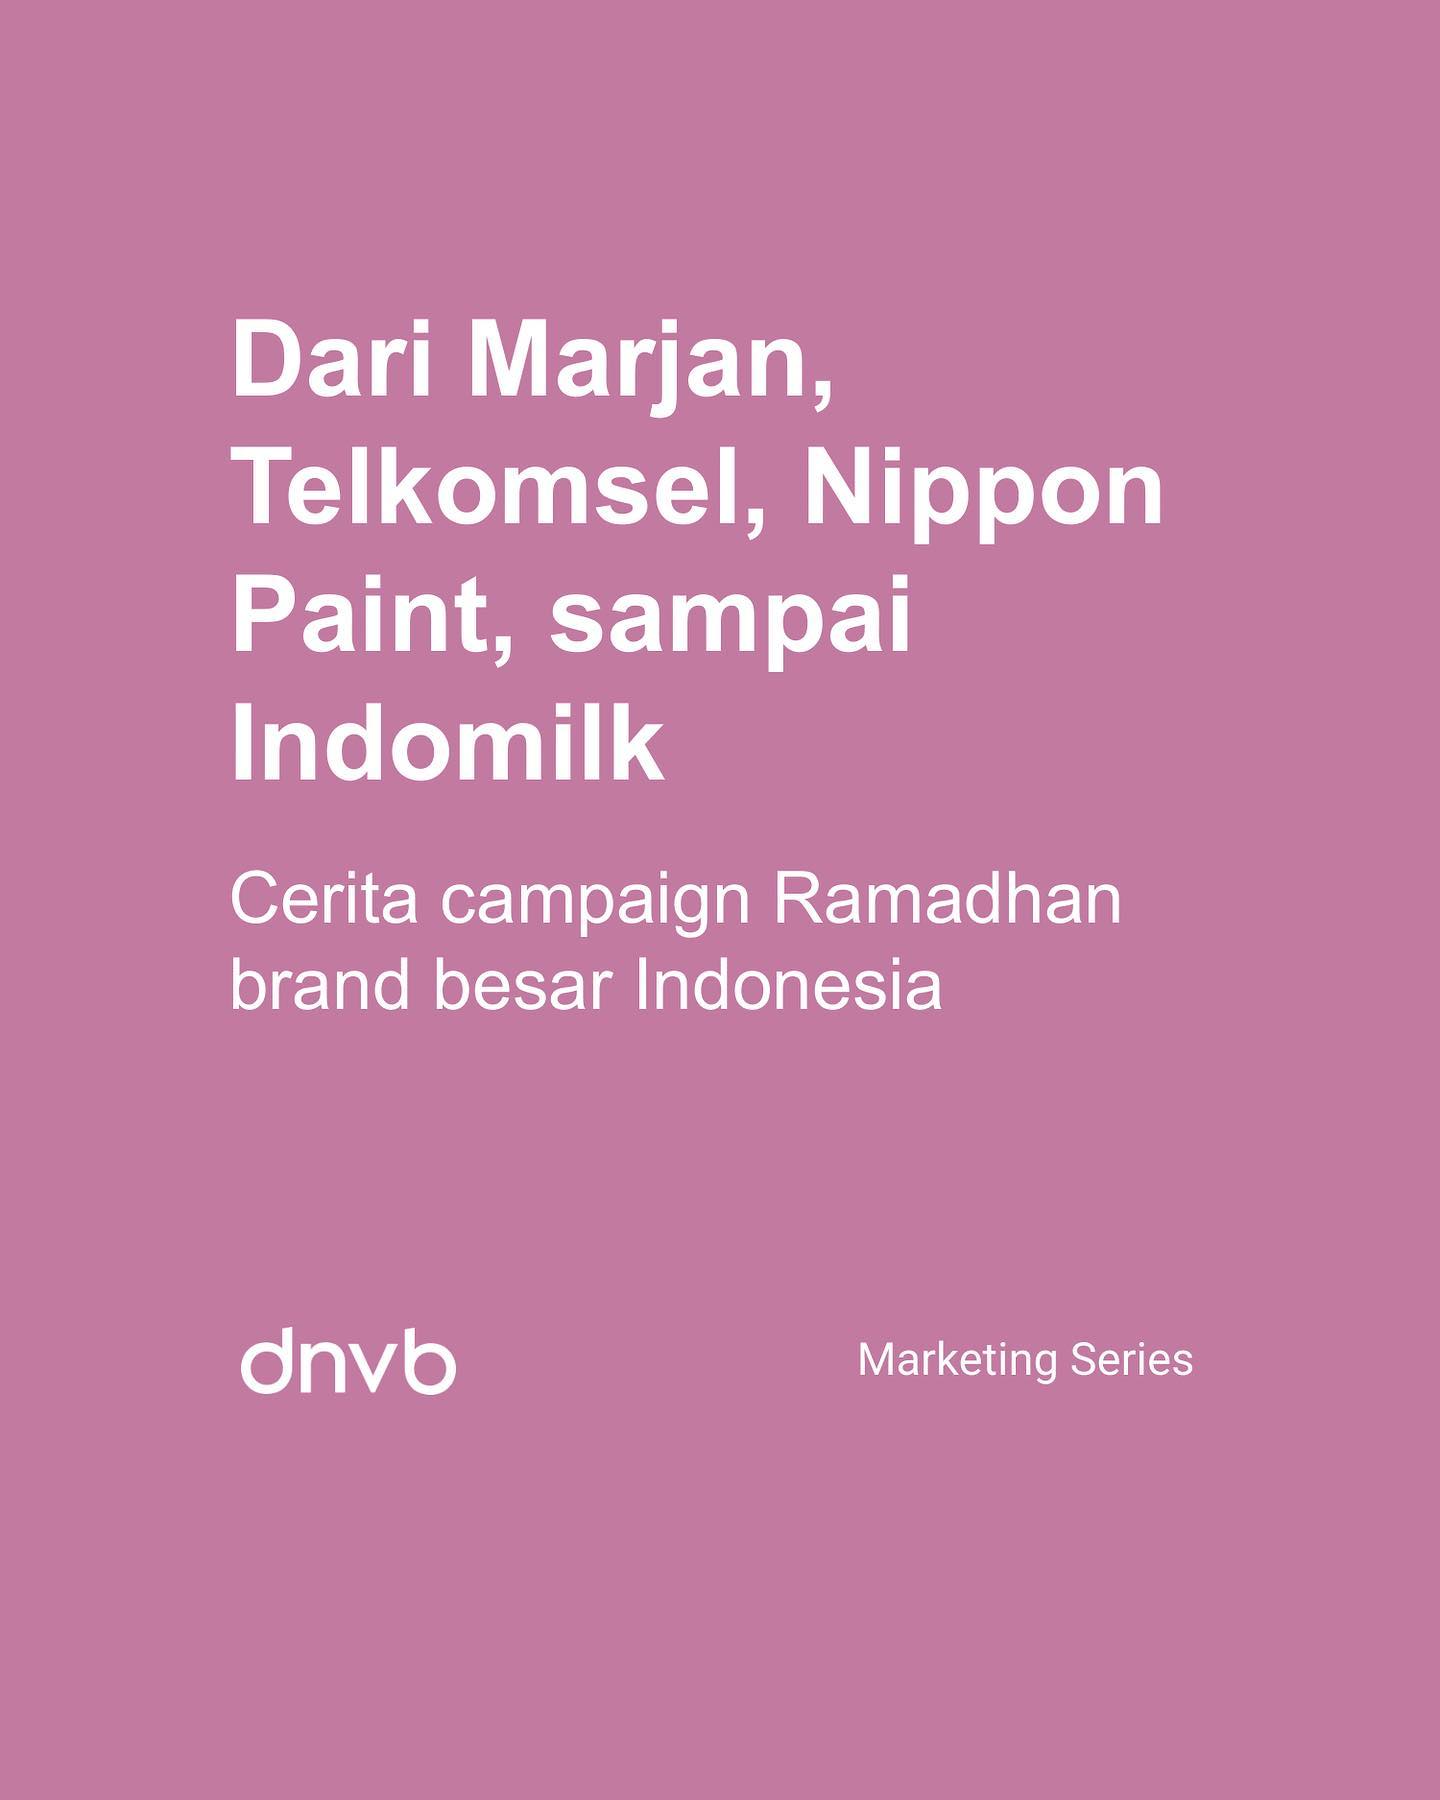 Dari Marjan,
Telkomsel, Nippon
Paint, sampai
Indomilk
Cerita campaign Ramadhan
brand besar Indonesia
dnvb
Marketing Series